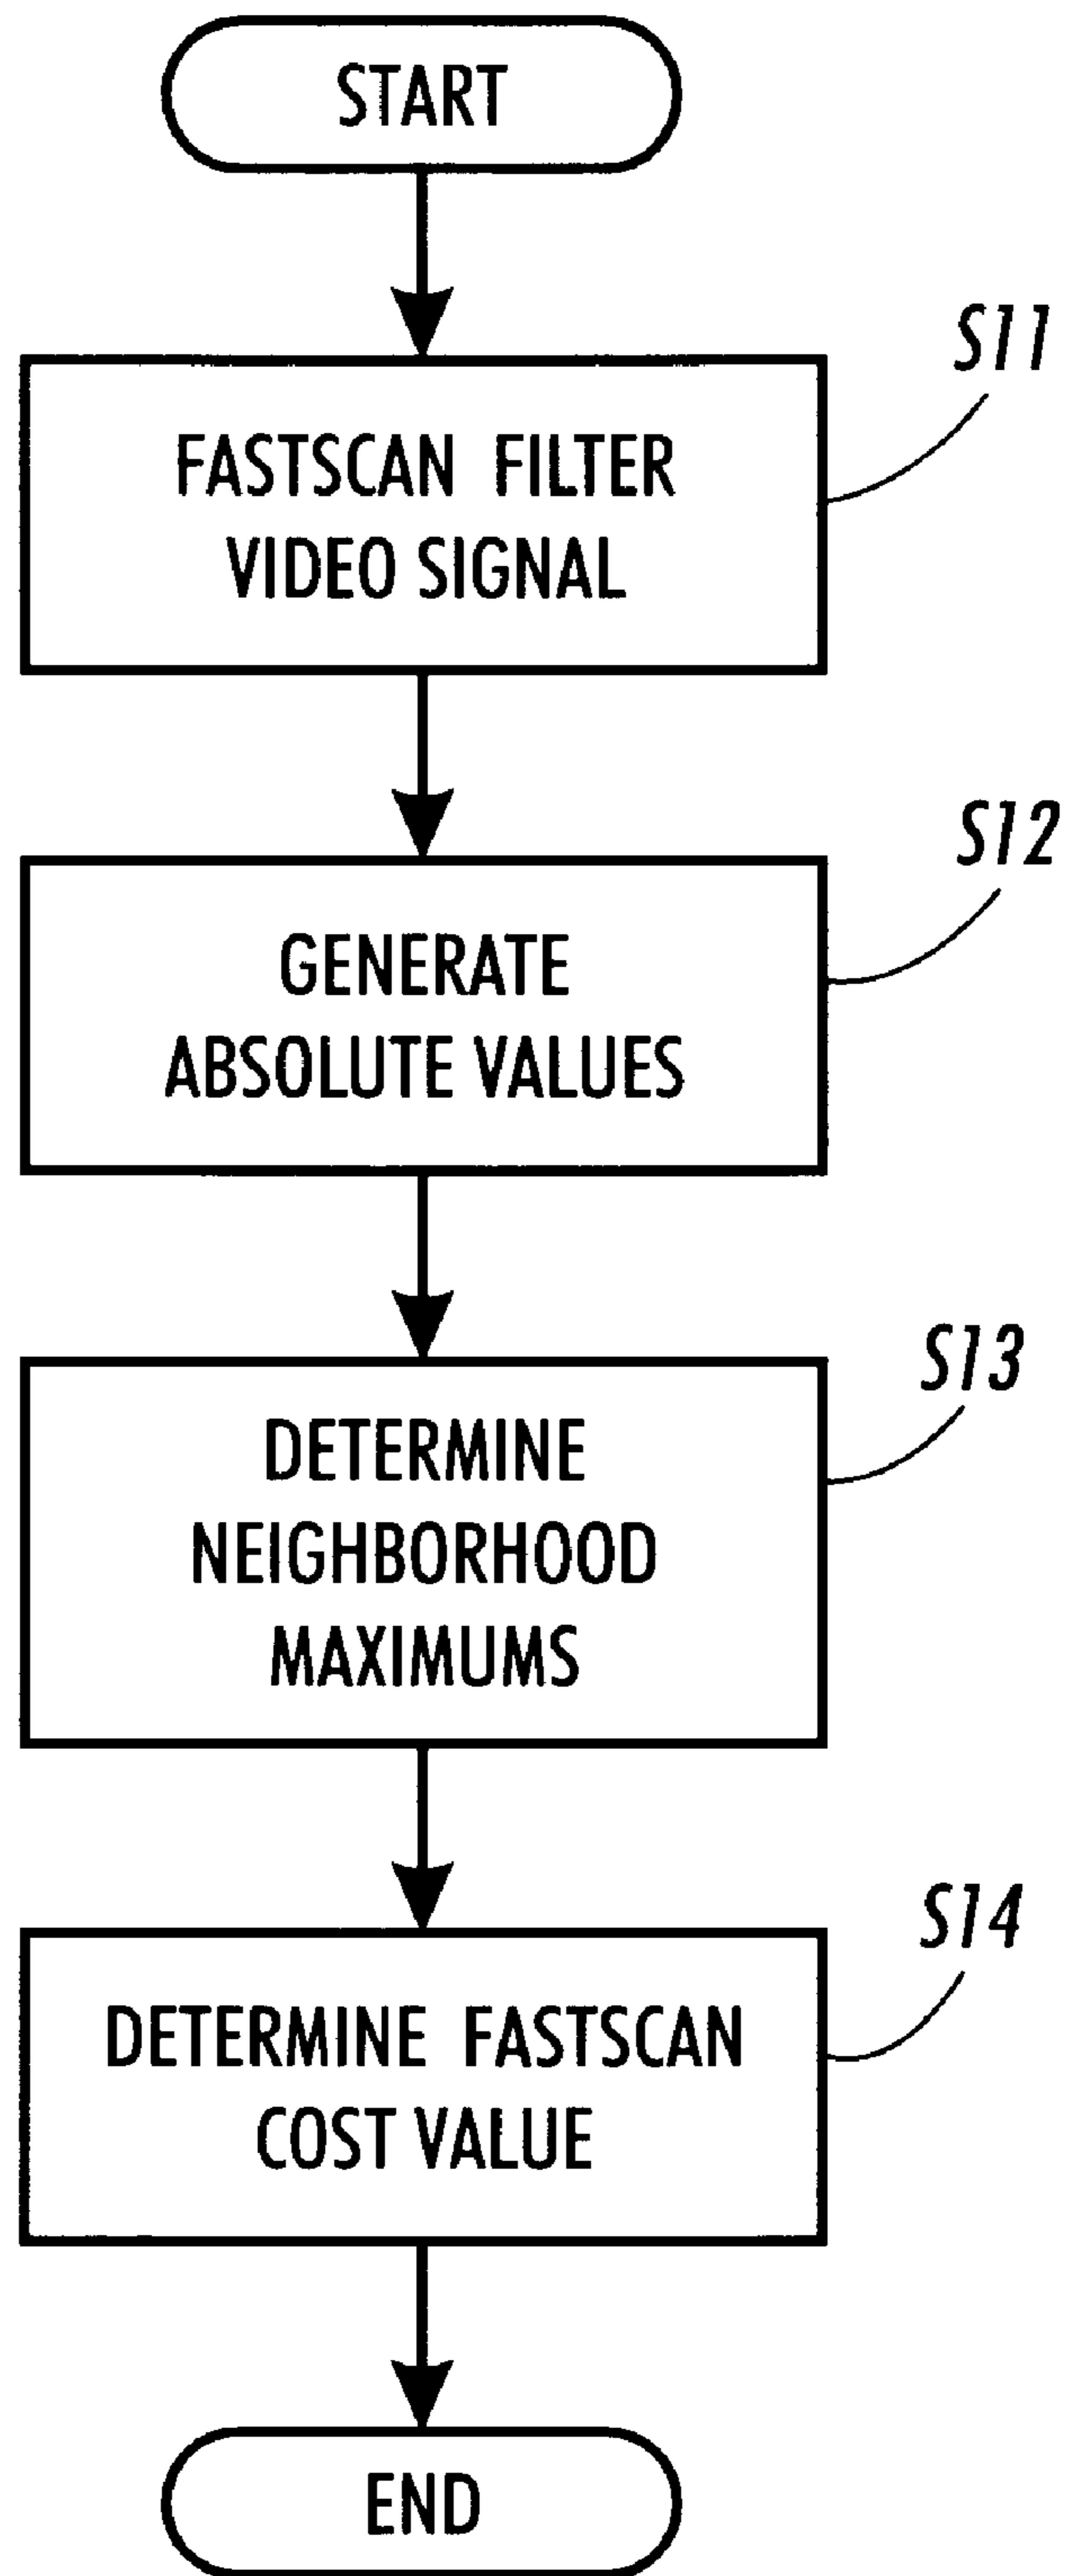 START
S11
FASTSCAN FILTER
VIDEO SIGNAL
S12
GENERATE
ABSOLUTE VALUES
S13
DETERMINE
NEIGHBORHOOD
MAXIMUMS
S14
DETERMINE FASTSCAN
COST VALUE
END